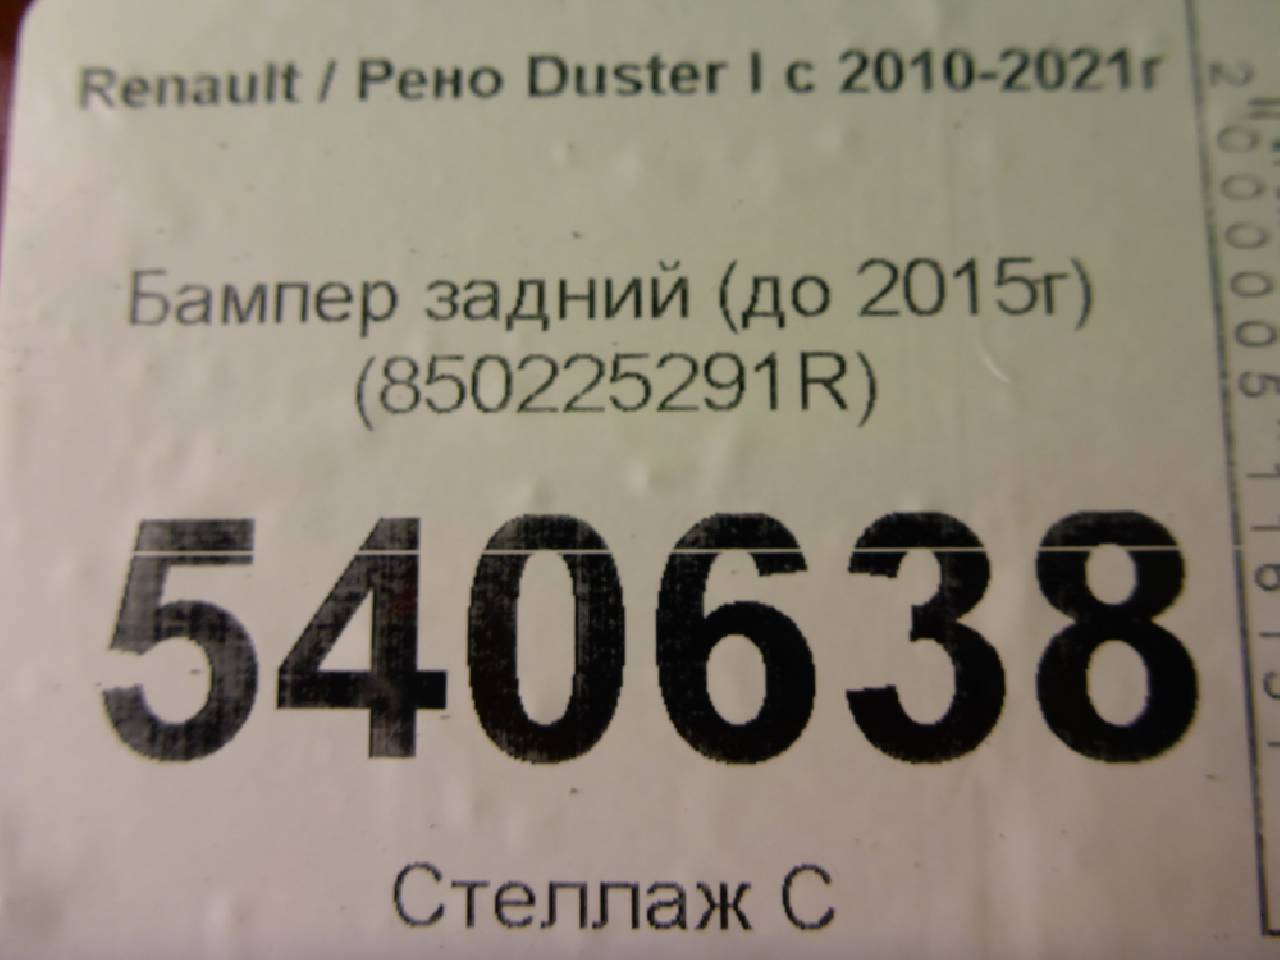 Renault / Рено Duster I с 2010-2021г
Бампер задний (до 2015г)
(850225291R)
540638
Стеллаж С